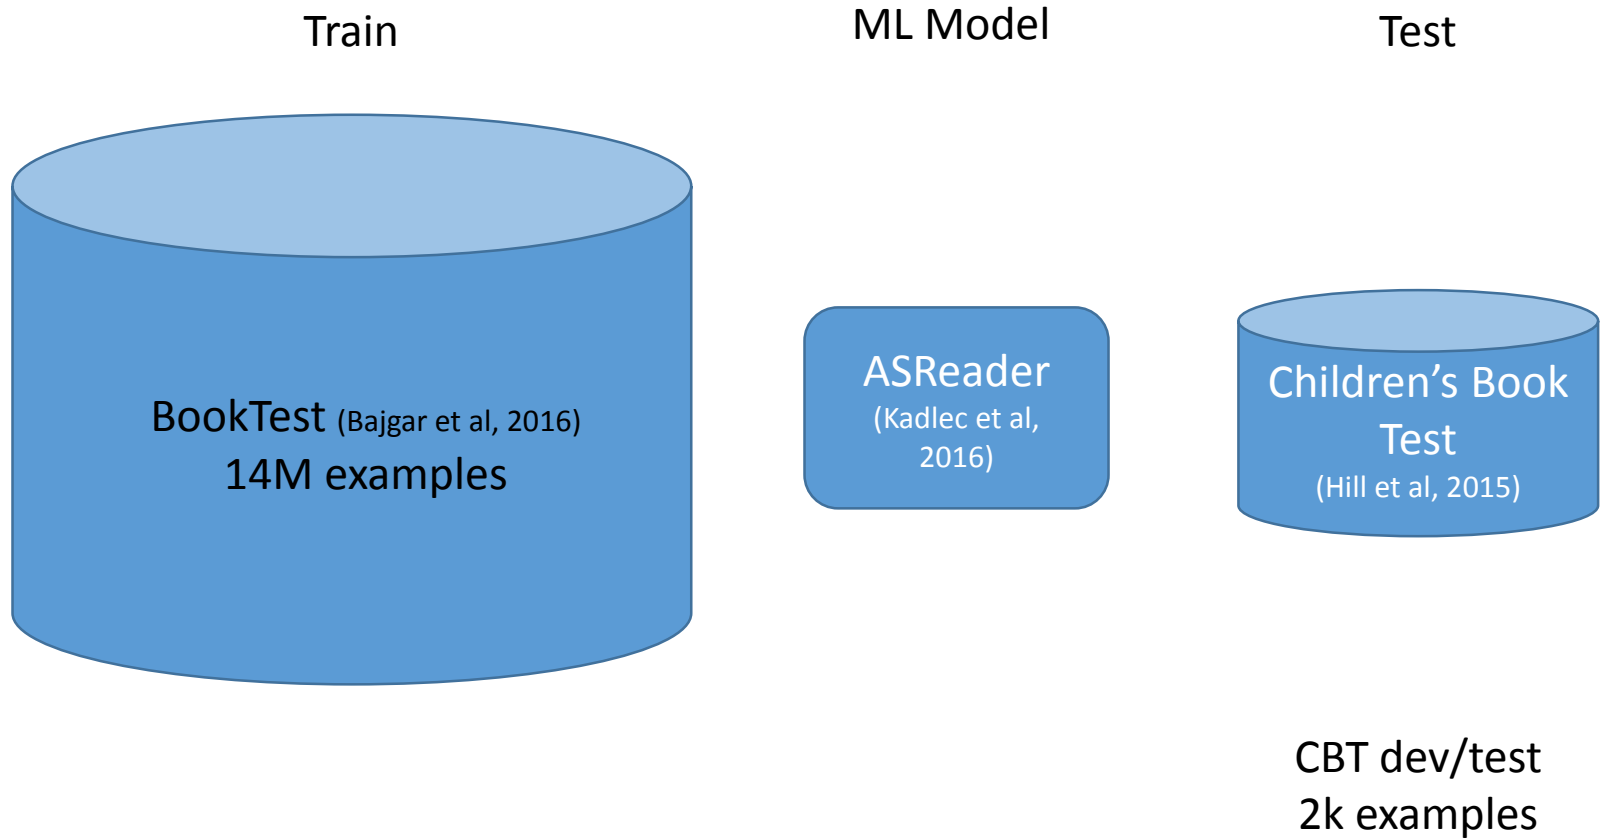 Train
ML Model
Test
BookTest (Bajgar et al, 2016)
14M examples
ASReader
(Kadlec et al,
2016)
Children’s Book
Test
(Hill et al, 2015)
CBT dev/test
2k examples